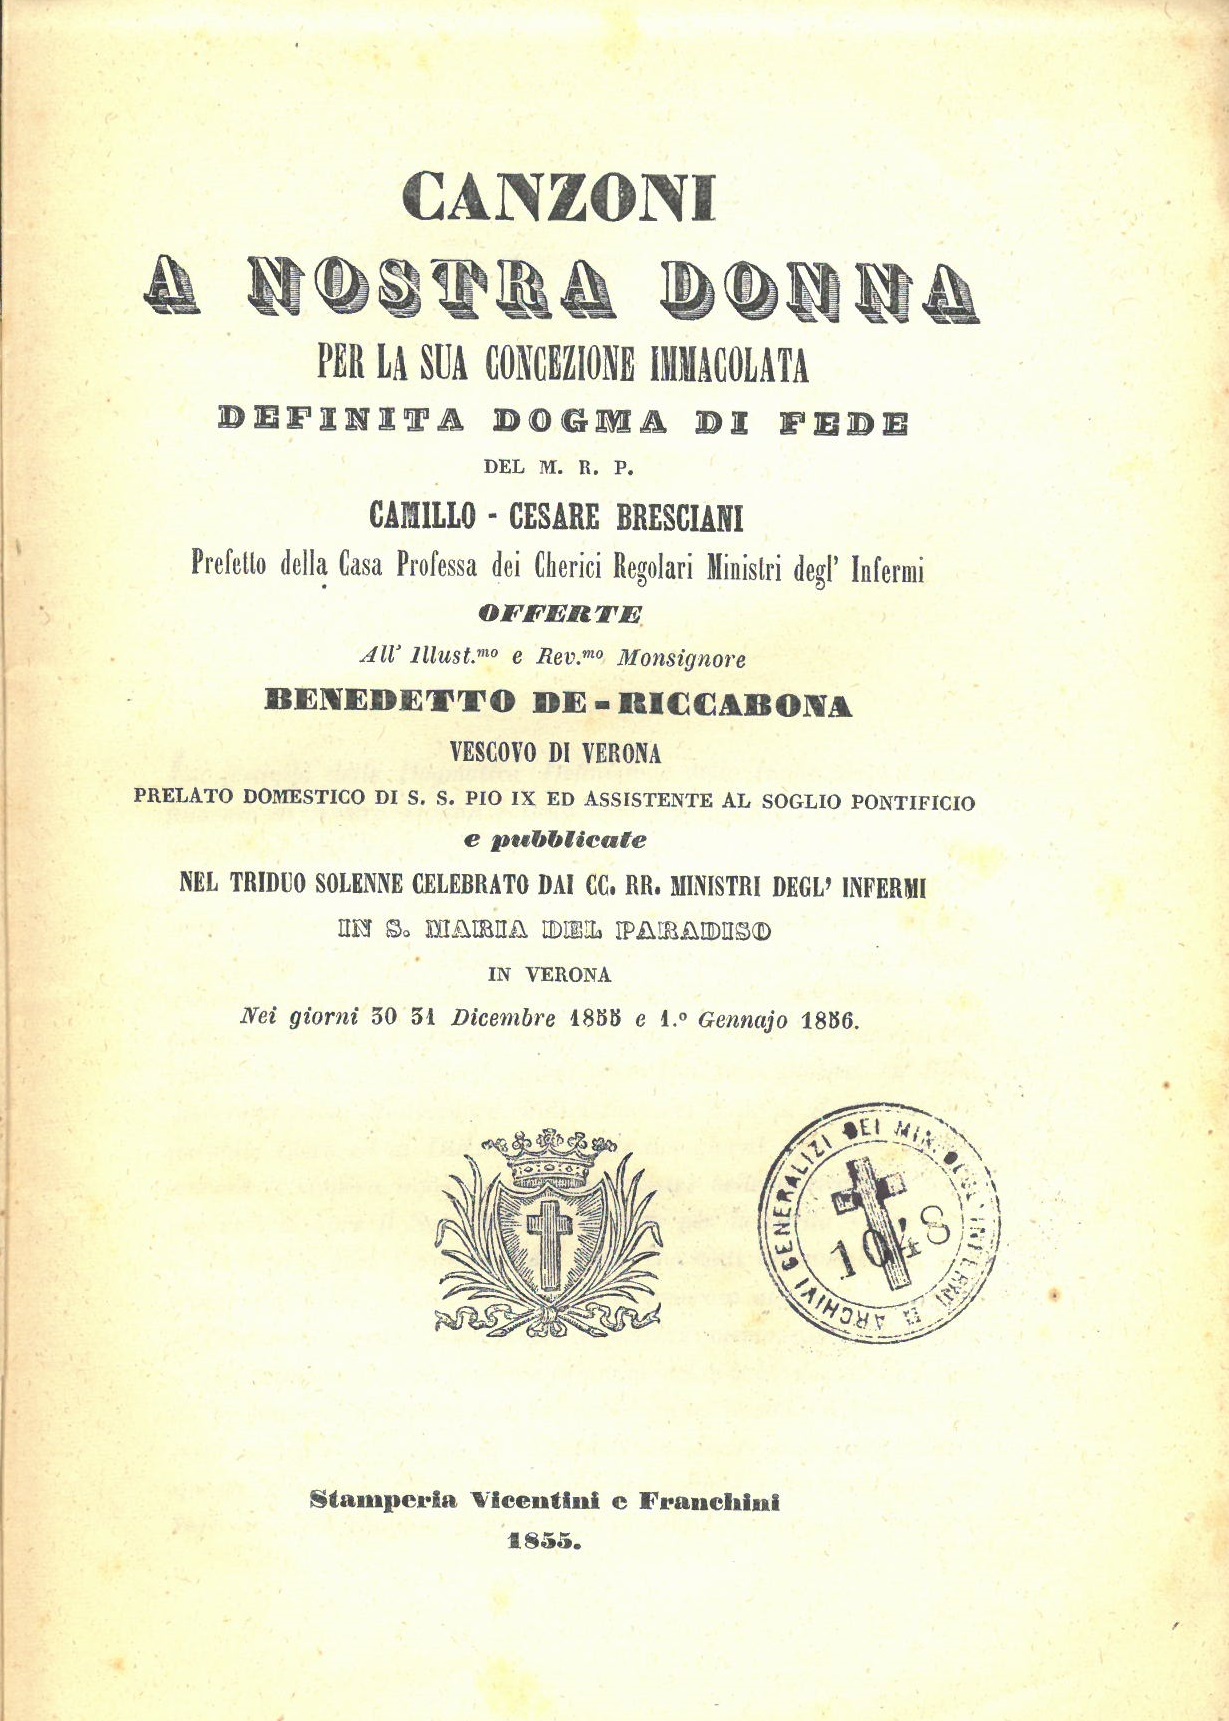 CANZONI
A NOSTRA DONNA
PER LA SUA CONCEZIONE IMMACOLATA
DEFINITA DOGMA DI FEDE
DEL M. R. P.
CAMILLO - CESARE BRESCIANI
Prefetto della Casa Professa dei Cherici Regolari Ministri degl' Infermi
OFFERTE
All' Illust.mo e Rev.mo Monsignore
BENEDETTO DE-RICCABONA
VESCOVO DI VERONA
PRELATO DOMESTICO DI S. S. PIO IX ED ASSISTENTE AL SOGLIO PONTIFICIO
e pubblicate
NEL TRIDUO SOLENNE CELEBRATO DAI CC. RR. MINISTRI DEGL' INFERMI
IN S. MARIA DEL PARADISO
IN VERONA
Nei giorni 30 31 Dicembre 1855 e 1.º Gennajo 1856.
ARCHIVI GENERALIZI DEI MIN. DEGL' INFERMI
1048
Stamperia Vicentini e Franchini
1855.